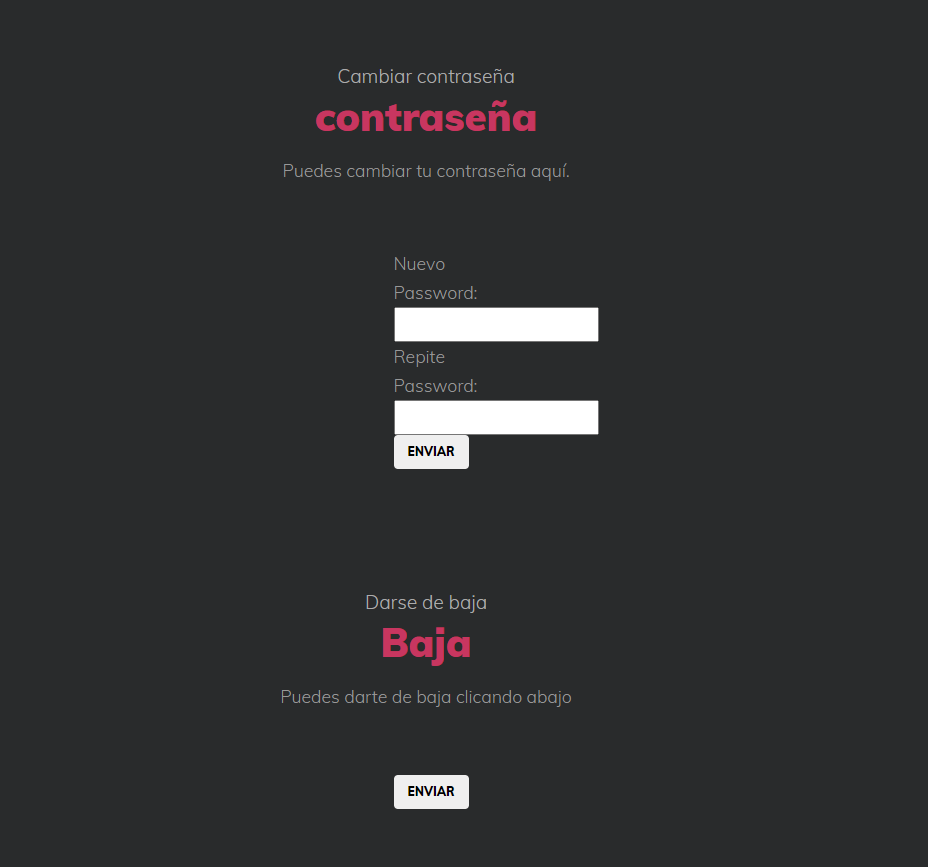 Cambiar contraseña
contraseña
Puedes cambiar tu contraseña aquí.
Nuevo
Password:
Repite
Password:
ENVIAR
Darse de baja
Baja
Puedes darte de baja clicando abajo
ENVIAR